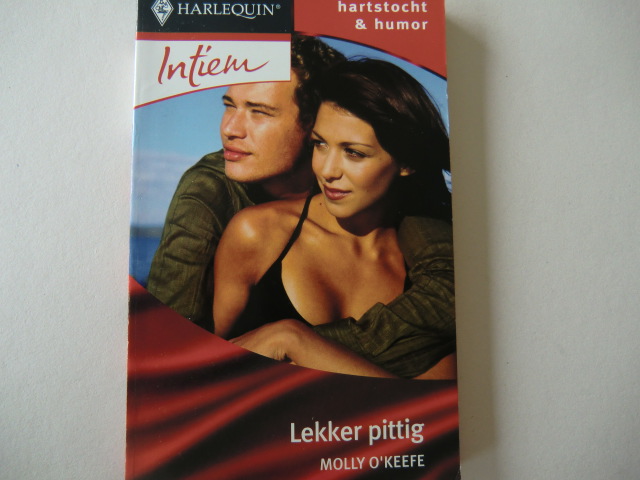 HARLEQUIN®
hartstocht
& humor
Intiem
Lekker pittig
MOLLY O'KEEFE